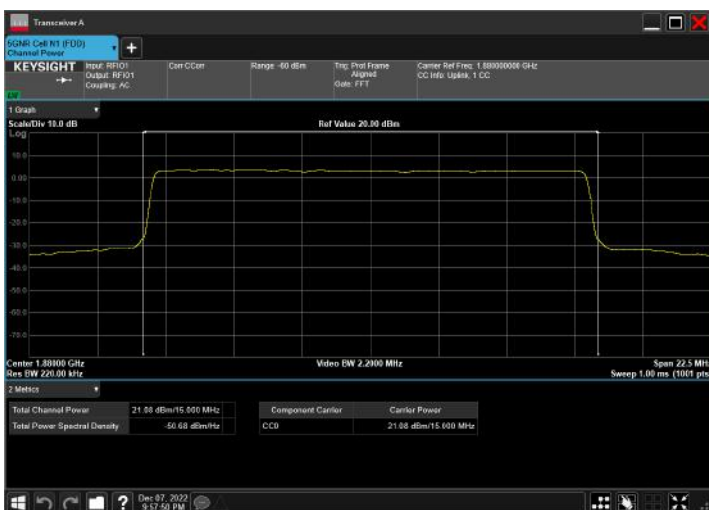 Transceiver A
5GNR Cell N1 (FDD)
Channel Power
KEYSIGHT
Input: RFIO1
Output: RFIO1
Coupling: AC
Corr CCorr
Range: -60 dBm
Trig: Prot Frame
Aligned
Gate: FFT
Carrier Ref Freq: 1.880000000 GHz
CC Info: Uplink, 1 CC
1 Graph
Scale/Div 10.0 dB
Ref Value 20.00 dBm
Log
10.0
0.00
-10.0
-20.0
-30.0
-40.0
-50.0
-60.0
-70.0
Center 1.88000 GHz
Video BW 2.2000 MHz
Span 22.5 MHz
Res BW 220.00 kHz
Sweep 1.00 ms (1001 pts
2 Metrics
Total Channel Power 21.08 dBm/15.000 MHz
Total Power Spectral Density -50.68 dBm/Hz
Component Carrier Carrier Power
CC0 21.08 dBm/15.000 MHz
?
Dec 07, 2022
9:57:50 PM